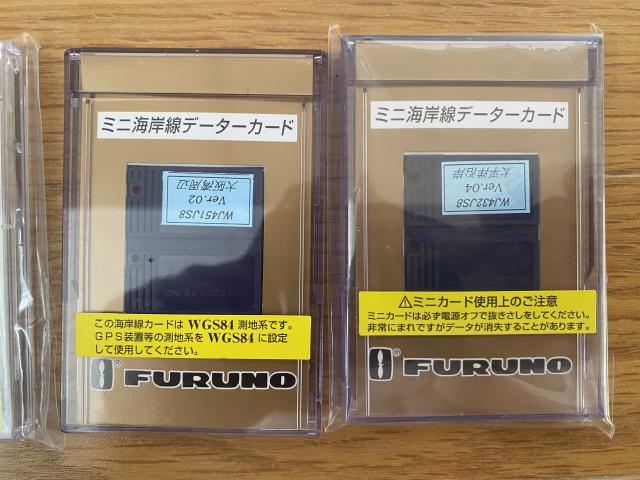 ミニ海岸線データーカード
WJ451JS8
Ver.02
大阪湾周辺
この海岸線カードは WGS84 測地系です。
GPS装置等の測地系を WGS84 に設定
して使用してください。
FURUNO
ミニ海岸線データーカード
WJ432JS8
Ver.04
太平洋沿岸
⚠ミニカード使用上のご注意
ミニカードは必ず電源オフで抜きさしをしてください。
非常にまれですがデータが消失することがあります。
FURUNO